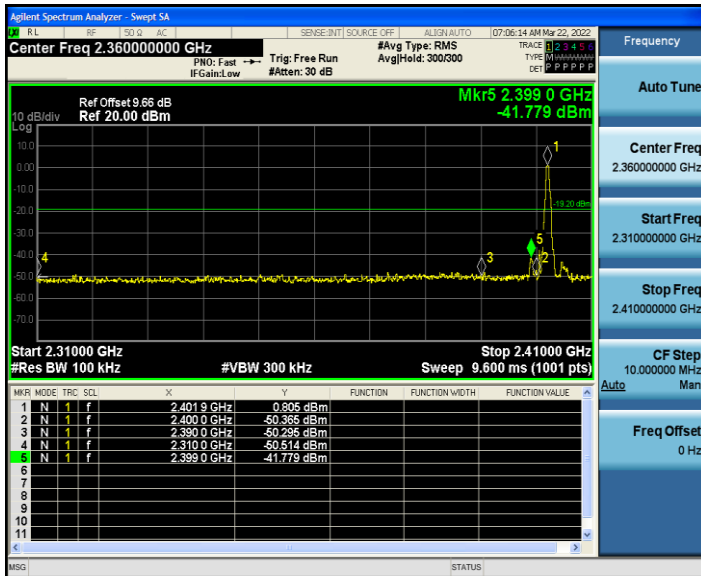 Agilent Spectrum Analyzer - Swept SA
RL RF 50 Ω AC SENSE:INT SOURCE OFF ALIGN AUTO 07:06:14 AM Mar 22, 2022
Center Freq 2.360000000 GHz #Avg Type: RMS TRACE 1 2 3 4 5 6
PNO: Fast Trig: Free Run Avg|Hold: 300/300 TYPE M
IFGain:Low #Atten: 30 dB DET P P P P P P
Mkr5 2.399 0 GHz
Ref Offset 9.66 dB
10 dB/div Ref 20.00 dBm -41.779 dBm
Log
10.0
0.00
-10.0
-20.0
-30.0
-40.0
-50.0
-60.0
-70.0
1
-19.20 dBm
5
4
3
2
Start 2.31000 GHz Stop 2.41000 GHz
#Res BW 100 kHz #VBW 300 kHz Sweep 9.600 ms (1001 pts)
MKR MODE TRC SCL X Y FUNCTION FUNCTION WIDTH FUNCTION VALUE
1 N 1 f 2.401 9 GHz 0.805 dBm
2 N 1 f 2.400 0 GHz -50.365 dBm
3 N 1 f 2.390 0 GHz -50.295 dBm
4 N 1 f 2.310 0 GHz -50.514 dBm
5 N 1 f 2.399 0 GHz -41.779 dBm
6
7
8
9
10
11
MSG STATUS
Frequency
Auto Tune
Center Freq
2.360000000 GHz
Start Freq
2.310000000 GHz
Stop Freq
2.410000000 GHz
CF Step
10.000000 MHz
Auto Man
Freq Offset
0 Hz